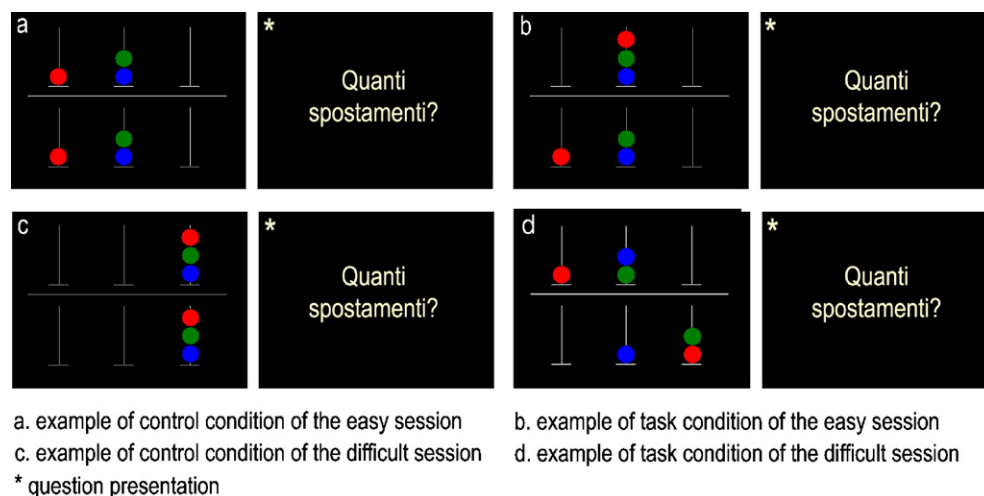 a
*
Quanti
spostamenti?
b
*
Quanti
spostamenti?
c
*
Quanti
spostamenti?
d
*
Quanti
spostamenti?
a. example of control condition of the easy session
b. example of task condition of the easy session
c. example of control condition of the difficult session
d. example of task condition of the difficult session
* question presentation